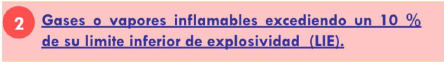 2 Gases o vapores inflamables excediendo un 10 %
de su limite inferior de explosividad (LIE).